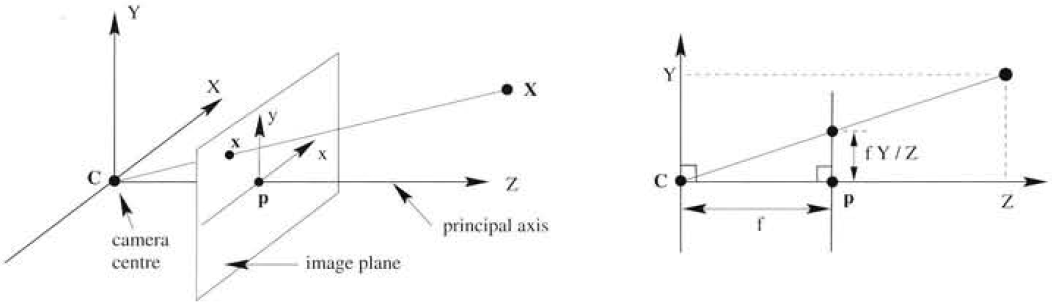 Y
X
X
y
x
x
C
Z
p
camera
centre
principal axis
image plane
Y
f Y / Z
C
p
Z
f